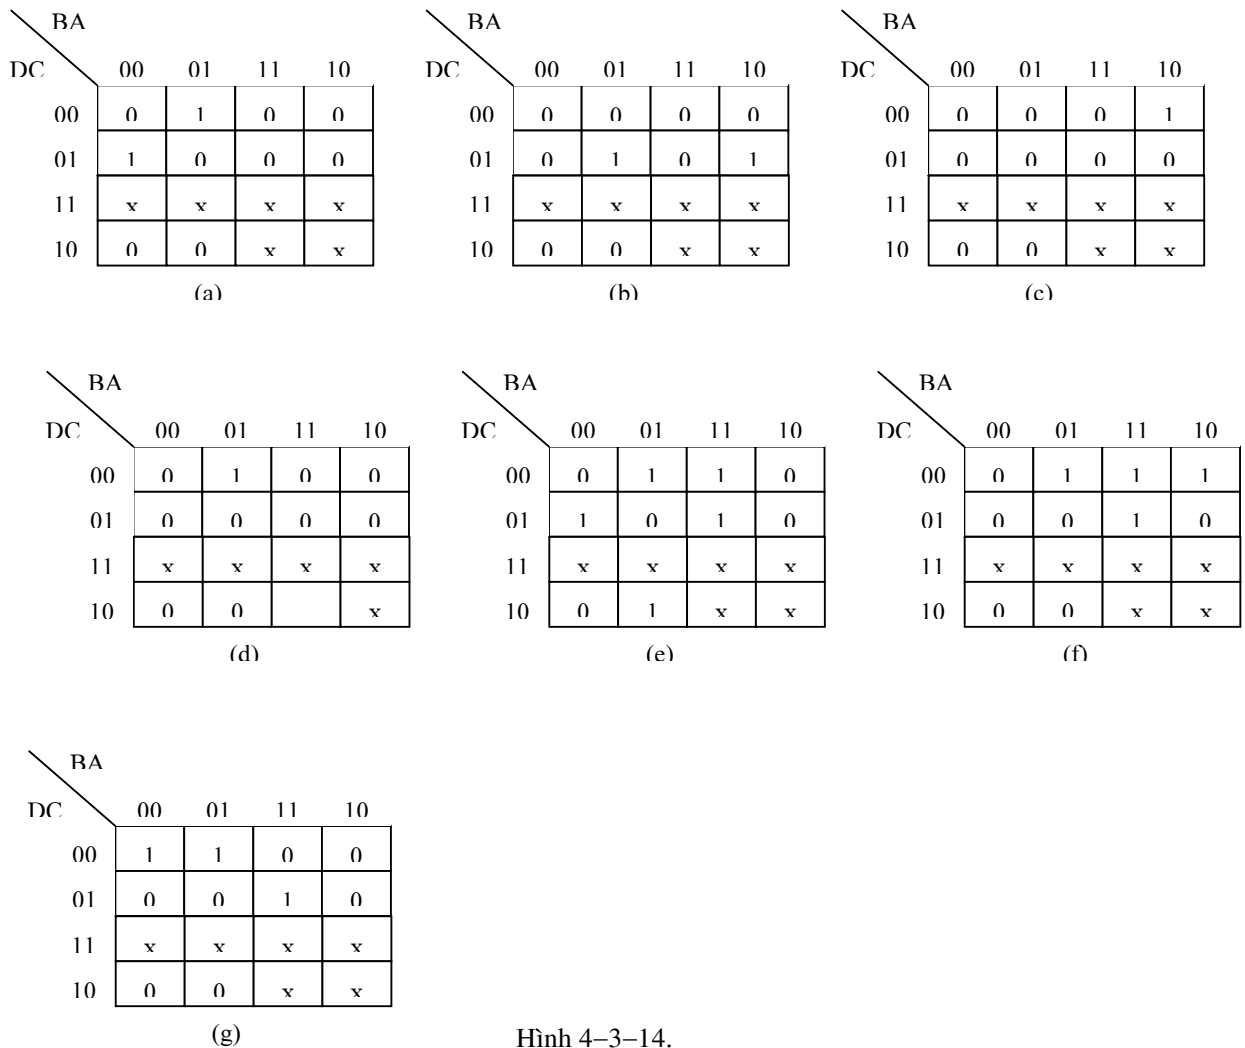 BA BA BA
DC 00 01 11 10 DC 00 01 11 10 DC 00 01 11 10
00 0 1 0 0 00 0 0 0 0 00 0 0 0 1
01 1 0 0 0 01 0 1 0 1 01 0 0 0 0
11 x x x x 11 x x x x 11 x x x x
10 0 0 x x 10 0 0 x x 10 0 0 x x
(a) (b) (c)
BA BA BA
DC 00 01 11 10 DC 00 01 11 10 DC 00 01 11 10
00 0 1 0 0 00 0 1 1 0 00 0 1 1 1
01 0 0 0 0 01 1 0 1 0 01 0 0 1 0
11 x x x x 11 x x x x 11 x x x x
10 0 0 x 10 0 1 x x 10 0 0 x x
(d) (e) (f)
BA
DC 00 01 11 10
00 1 1 0 0
01 0 0 1 0
11 x x x x
10 0 0 x x
(g) Hình 4–3–14.